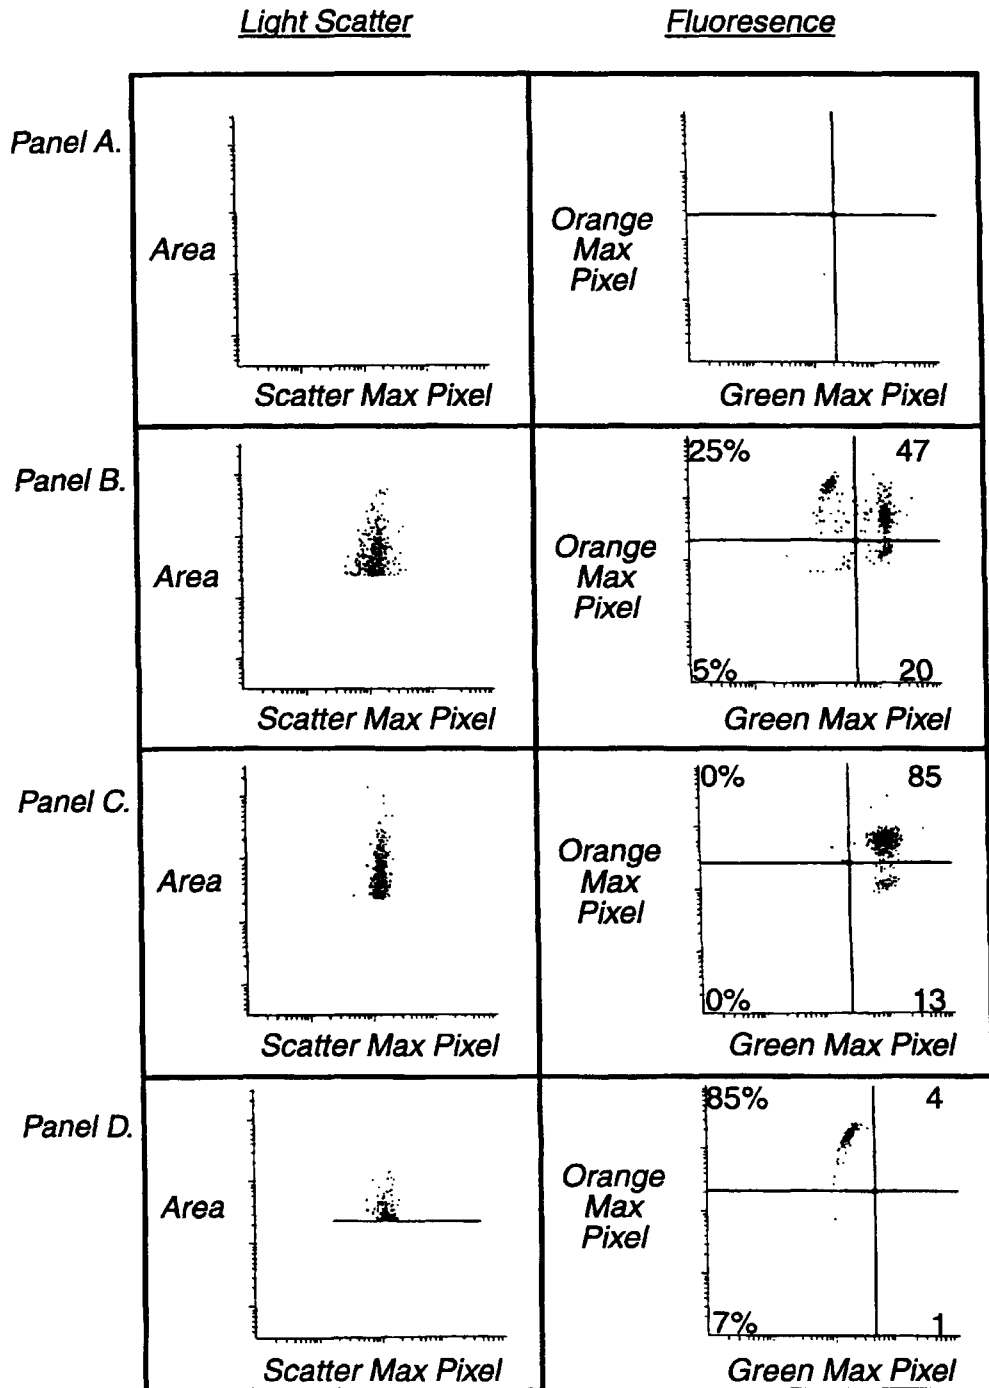 Light Scatter
Fluoresence
Panel A.
Area
Scatter Max Pixel
Orange
Max
Pixel
Green Max Pixel
Panel B.
Area
Scatter Max Pixel
25%
47
Orange
Max
Pixel
5%
20
Green Max Pixel
Panel C.
Area
Scatter Max Pixel
0%
85
Orange
Max
Pixel
0%
13
Green Max Pixel
Panel D.
Area
Scatter Max Pixel
85%
4
Orange
Max
Pixel
7%
1
Green Max Pixel